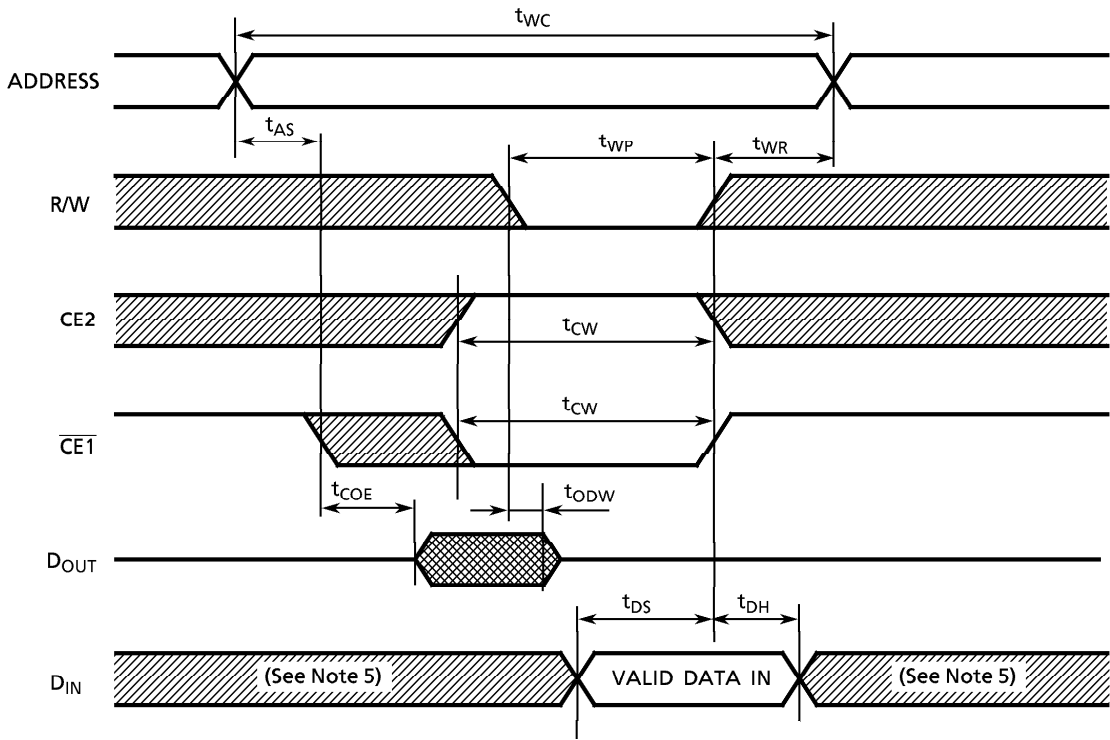 tWC
ADDRESS
tAS
tWP
tWR
R/W
CE2
tCW
tCW
CE1
tCOE
tODW
DOUT
tDS
tDH
DIN
(See Note 5)
VALID DATA IN
(See Note 5)